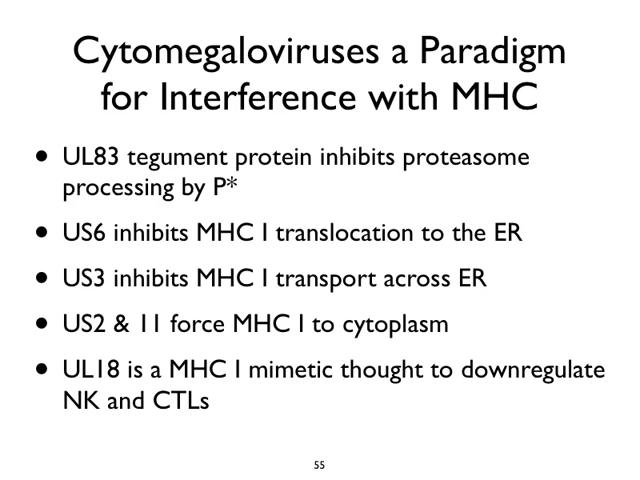 Cytomegaloviruses a Paradigm
for Interference with MHC
• UL83 tegument protein inhibits proteasome
processing by P*
• US6 inhibits MHC I translocation to the ER
• US3 inhibits MHC I transport across ER
• US2 & 11 force MHC I to cytoplasm
• UL18 is a MHC I mimetic thought to downregulate
NK and CTLs
55